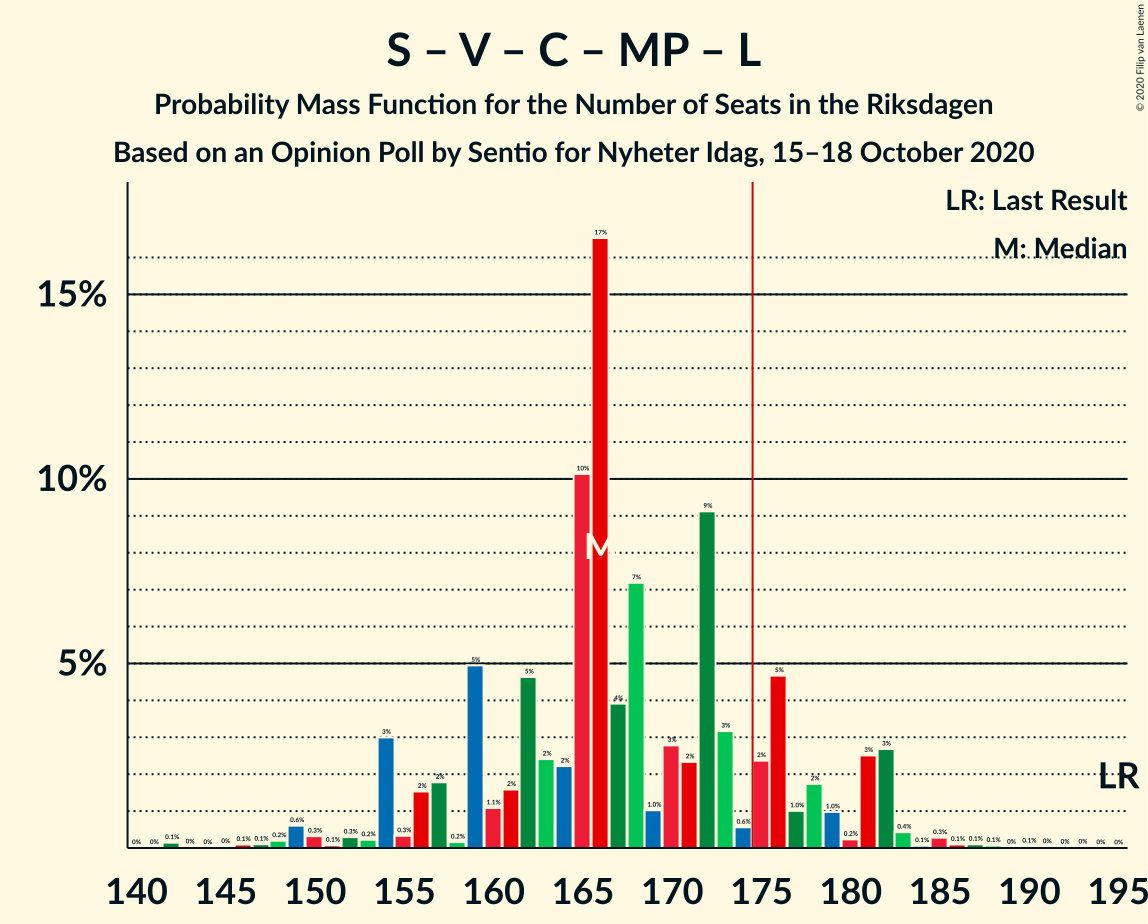 S – V – C – MP – L
Probability Mass Function for the Number of Seats in the Riksdagen
Based on an Opinion Poll by Sentio for Nyheter Idag, 15–18 October 2020
© 2020 Filip van Laenen
LR: Last Result
M: Median
15%
10%
5%
0% 0% 0.1% 0% 0% 0% 0.1% 0.1% 0.2% 0.6% 0.3% 0.1% 0.3% 0.2% 3% 0.3% 2% 2% 0.2% 5% 1.1% 2% 5% 2% 2% 10% 17% 4% 7% 1.0% 3% 2% 9% 3% 0.6% 2% 5% 1.0% 2% 1.0% 0.2% 3% 3% 0.4% 0.1% 0.3% 0.1% 0.1% 0.1% 0% 0.1% 0% 0% 0% 0% 0%
M
LR
140 145 150 155 160 165 170 175 180 185 190 195